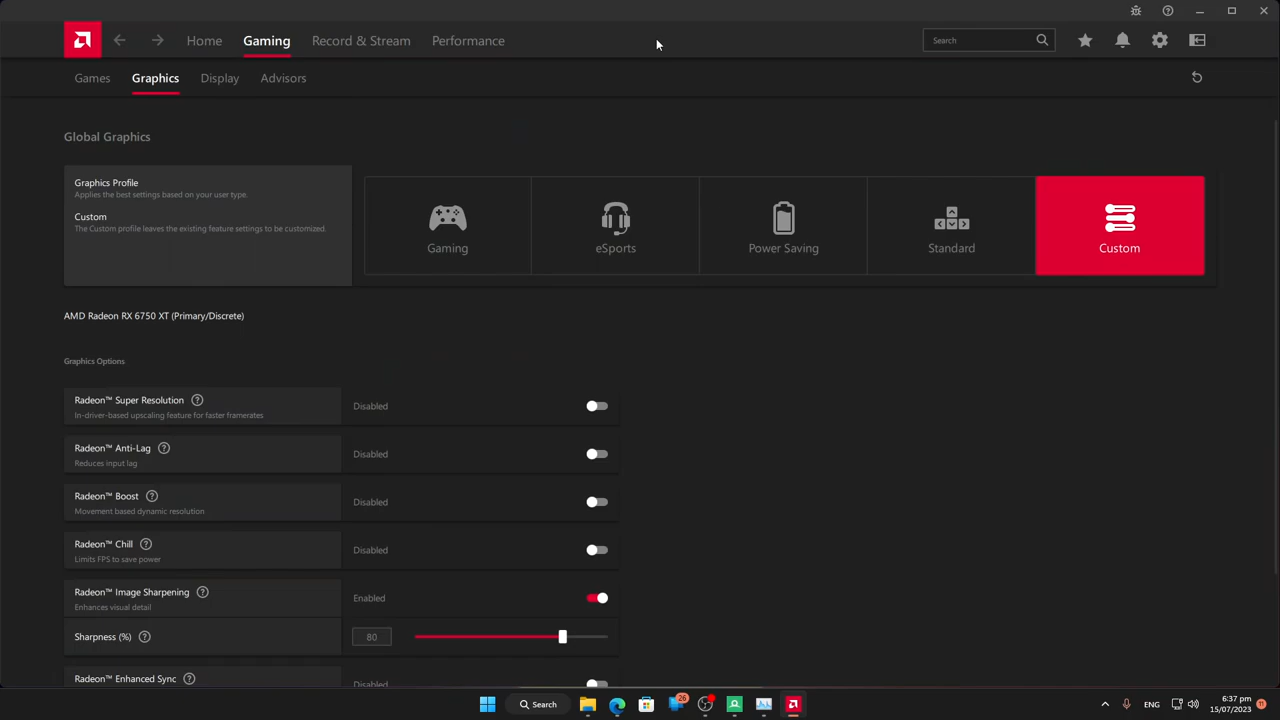 Home
Gaming
Record & Stream
Performance
Search
Games
Graphics
Display
Advisors
Global Graphics
Graphics Profile
Applies the best settings based on your user type.
Custom
The Custom profile leaves the existing feature settings to be customized.
Gaming
eSports
Power Saving
Standard
Custom
AMD Radeon RX 6750 XT (Primary/Discrete)
Graphics Options
Radeon™ Super Resolution
In-driver-based upscaling feature for faster framerates
Disabled
Radeon™ Anti-Lag
Reduces input lag
Disabled
Radeon™ Boost
Movement based dynamic resolution
Disabled
Radeon™ Chill
Limits FPS to save power
Disabled
Radeon™ Image Sharpening
Enhances visual detail
Enabled
Sharpness (%)
80
Radeon™ Enhanced Sync
Disabled
Search
26
ENG
6:37 pm
15/07/2023